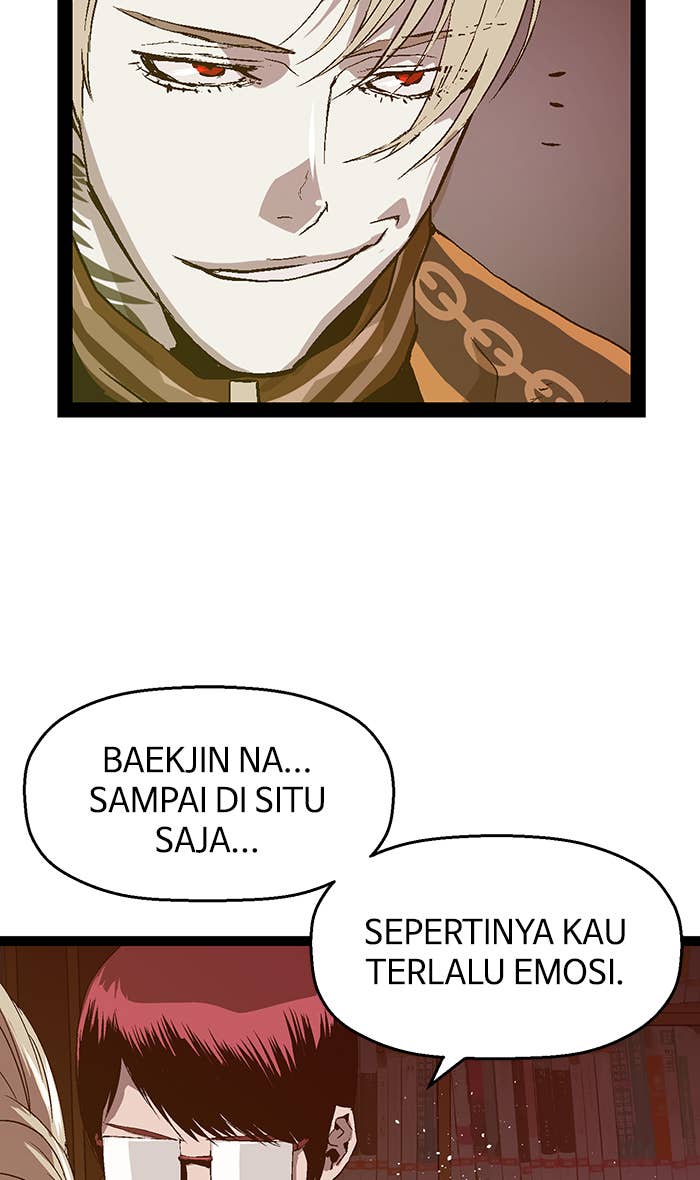 BAEKJIN NA...
SAMPAI DI SITU
SAJA...
SEPERTINYA KAU
TERLALU EMOSI.